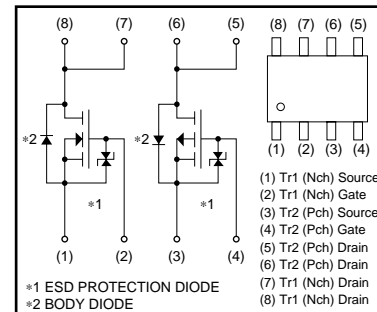 (8) (7) (6) (5)
(8) (7) (6) (5)
*2
*2
*1
*1
(1) (2) (3) (4)
(1) (2) (3) (4)
(1) Tr1 (Nch) Source
(2) Tr1 (Nch) Gate
(3) Tr2 (Pch) Source
(4) Tr2 (Pch) Gate
(5) Tr2 (Pch) Drain
(6) Tr2 (Pch) Drain
(7) Tr1 (Nch) Drain
(8) Tr1 (Nch) Drain
*1 ESD PROTECTION DIODE
*2 BODY DIODE